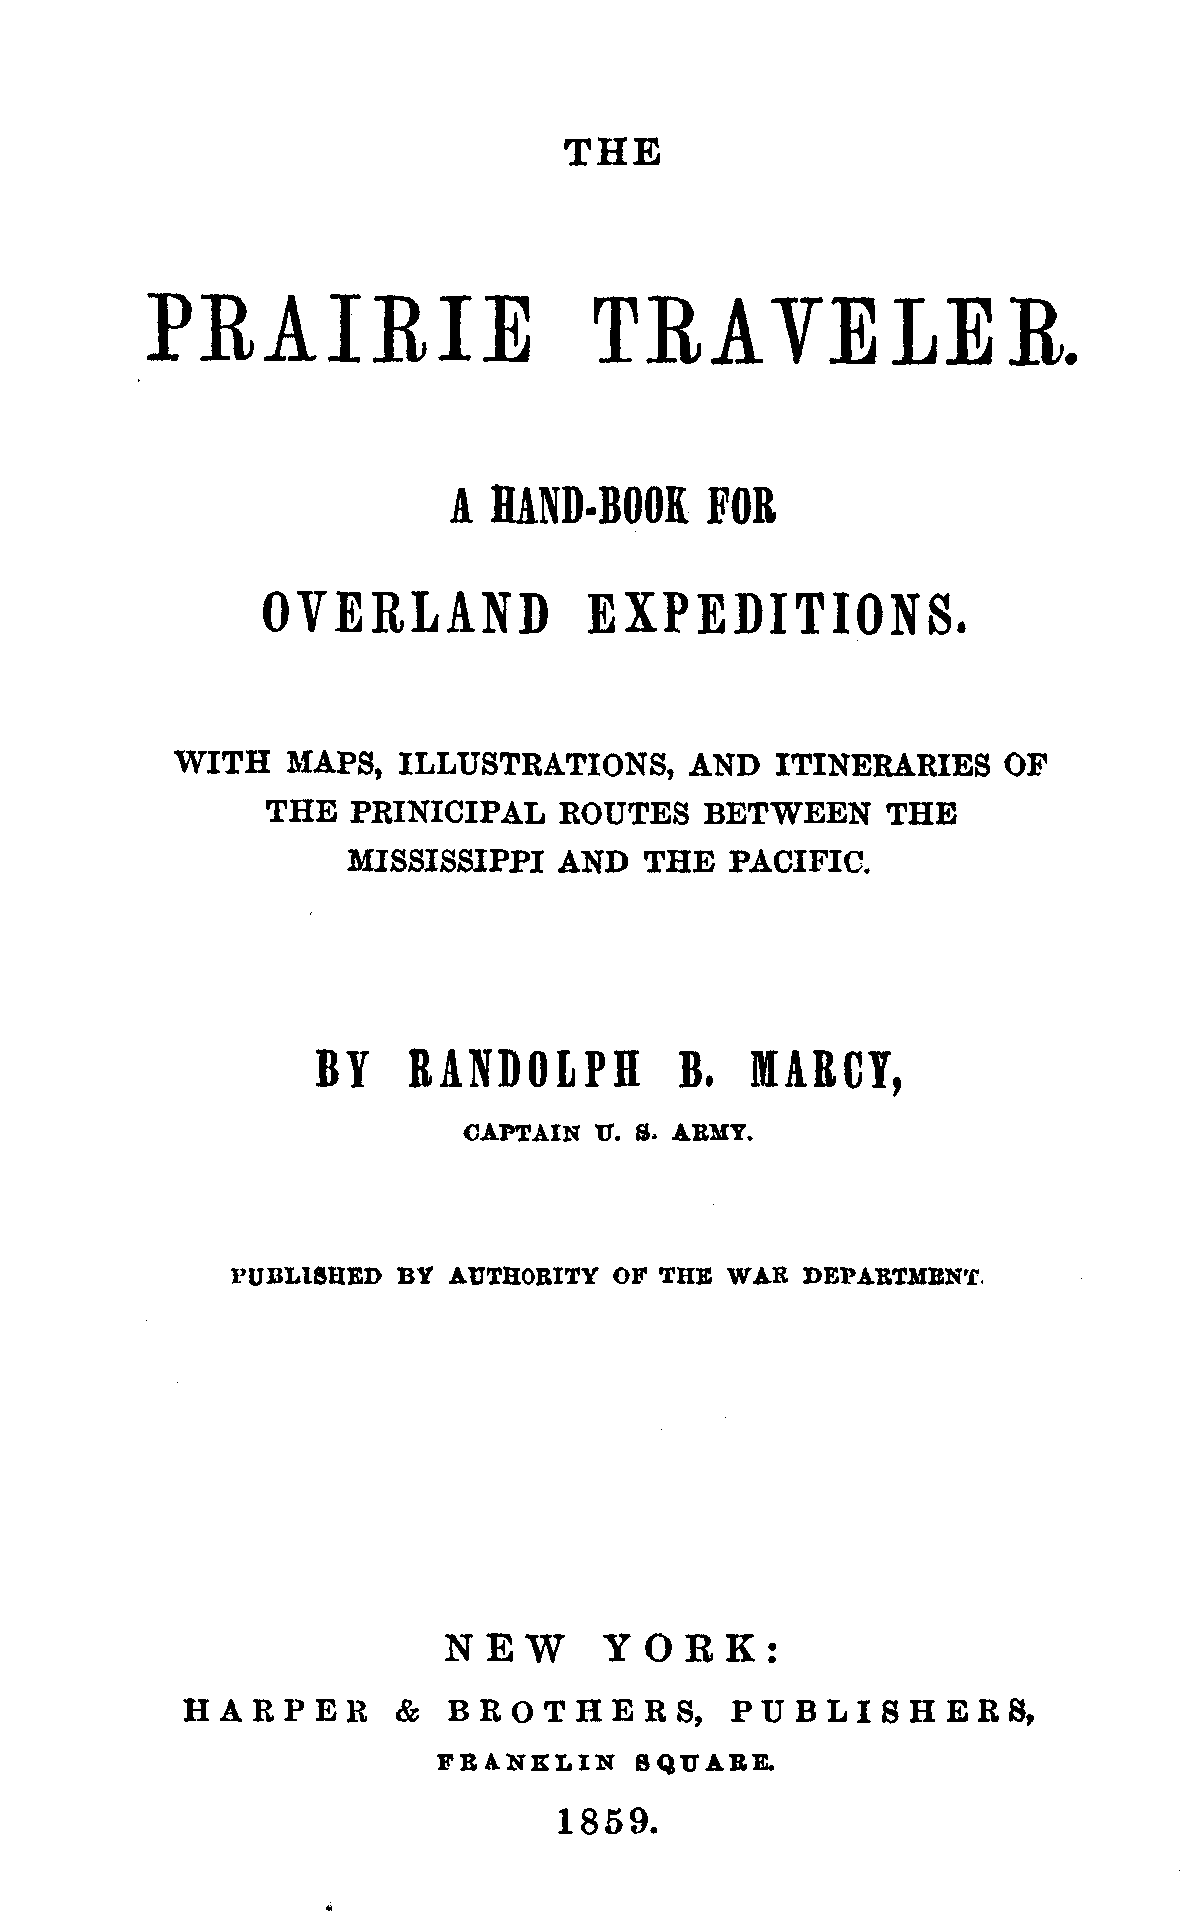 THE
PRAIRIE TRAVELER.
A HAND-BOOK FOR
OVERLAND EXPEDITIONS.
WITH MAPS, ILLUSTRATIONS, AND ITINERARIES OF
THE PRINICIPAL ROUTES BETWEEN THE
MISSISSIPPI AND THE PACIFIC.
BY RANDOLPH B. MARCY,
CAPTAIN U. S. ARMY.
PUBLISHED BY AUTHORITY OF THE WAR DEPARTMENT.
NEW YORK:
HARPER & BROTHERS, PUBLISHERS,
FRANKLIN SQUARE.
1859.